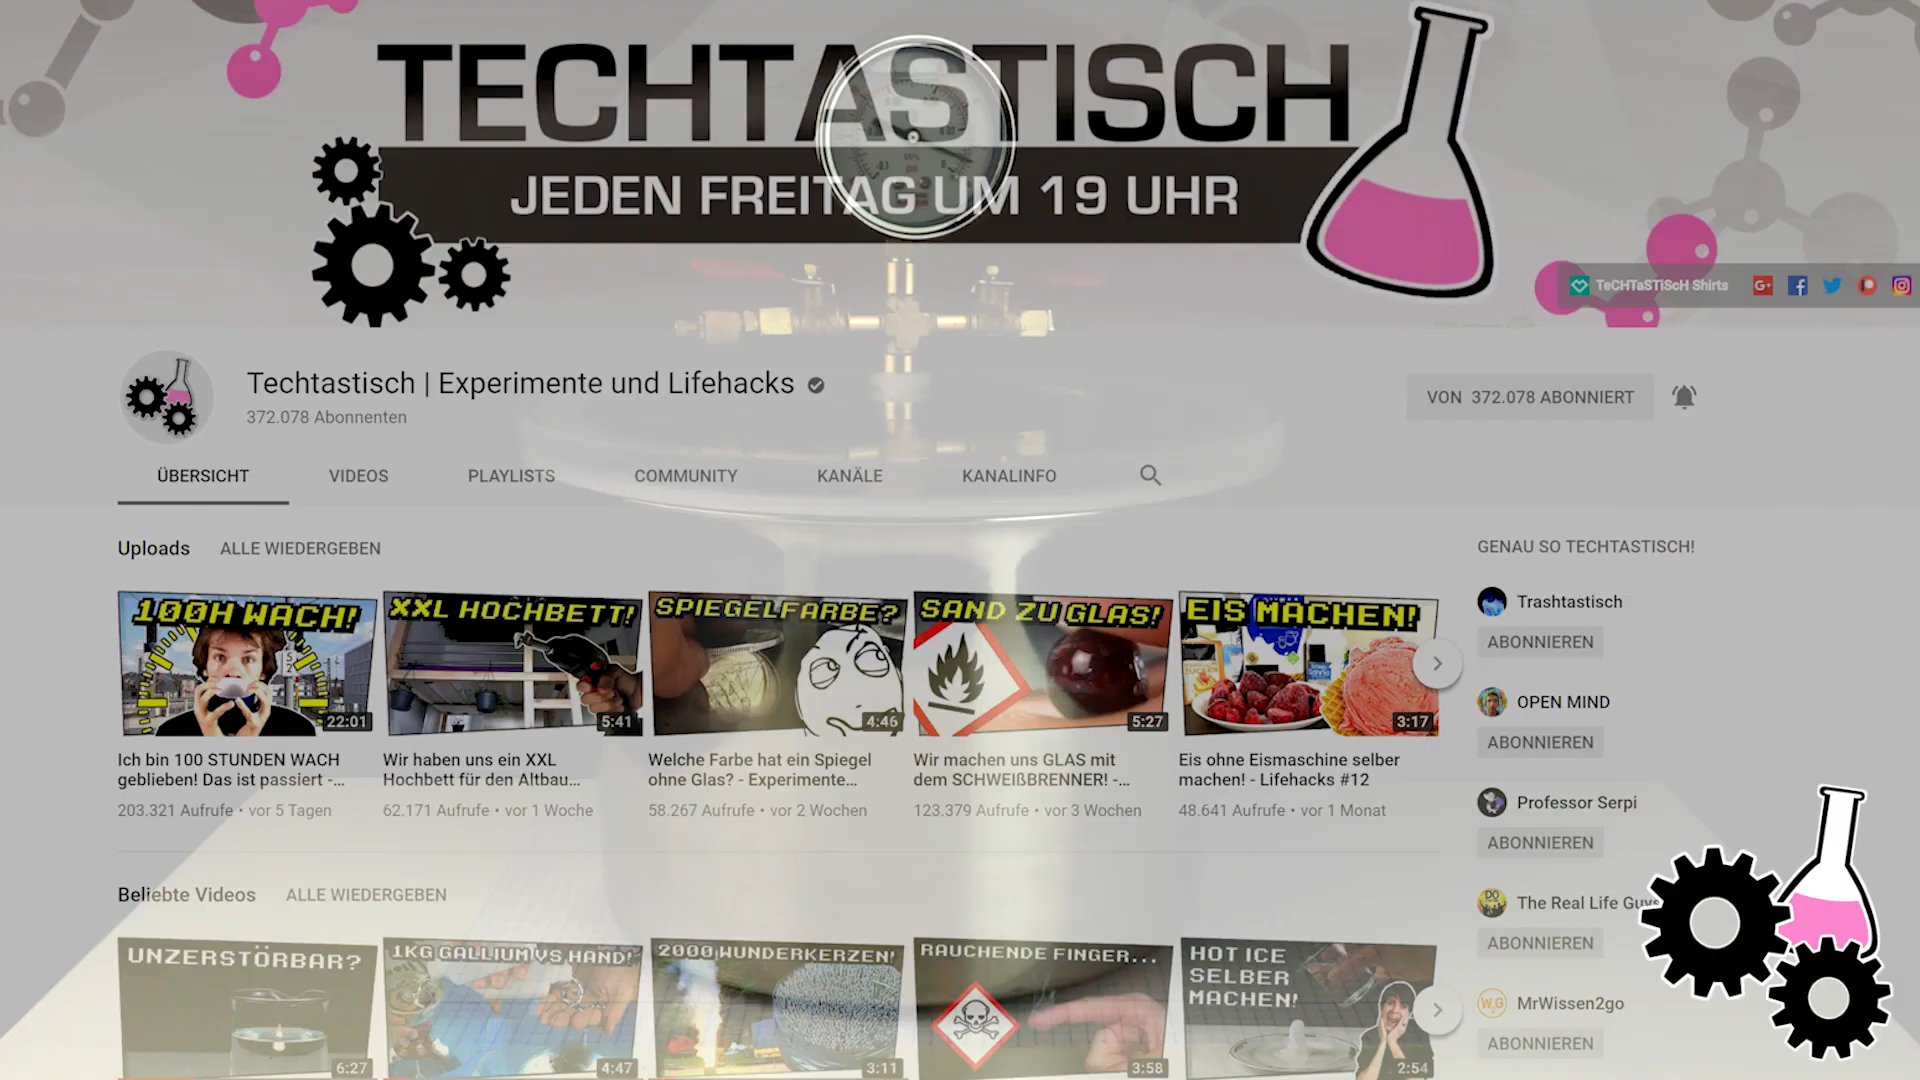 TECHTASTISCH
JEDEN FREITAG UM 19 UHR
TeCHTaSTiScH Shirts
Techtastisch | Experimente und Lifehacks
372.078 Abonnenten
VON 372.078 ABONNIERT
ÜBERSICHT
VIDEOS
PLAYLISTS
COMMUNITY
KANÄLE
KANALINFO
Uploads
ALLE WIEDERGEBEN
100H WACH!
22:01
Ich bin 100 STUNDEN WACH
geblieben! Das ist passiert -...
203.321 Aufrufe • vor 5 Tagen
XXL HOCHBETT!
5:41
Wir haben uns ein XXL
Hochbett für den Altbau...
62.171 Aufrufe • vor 1 Woche
SPIEGELFARBE?
4:46
Welche Farbe hat ein Spiegel
ohne Glas? - Experimente...
58.267 Aufrufe • vor 2 Wochen
SAND ZU GLAS!
5:27
Wir machen uns GLAS mit
dem SCHWEIßBRENNER! -...
123.379 Aufrufe • vor 3 Wochen
EIS MACHEN!
3:17
Eis ohne Eismaschine selber
machen! - Lifehacks #12
48.641 Aufrufe • vor 1 Monat
GENAU SO TECHTASTISCH!
Trashtastisch
ABONNIEREN
OPEN MIND
ABONNIEREN
Professor Serpi
ABONNIEREN
The Real Life Guys
ABONNIEREN
MrWissen2go
ABONNIEREN
Beliebte Videos
ALLE WIEDERGEBEN
UNZERSTÖRBAR?
6:27
1KG GALLIUM VS HAND!
4:47
2000 WUNDERKERZEN!
3:11
RAUCHENDE FINGER...
3:58
HOT ICE
SELBER
MACHEN!
2:54